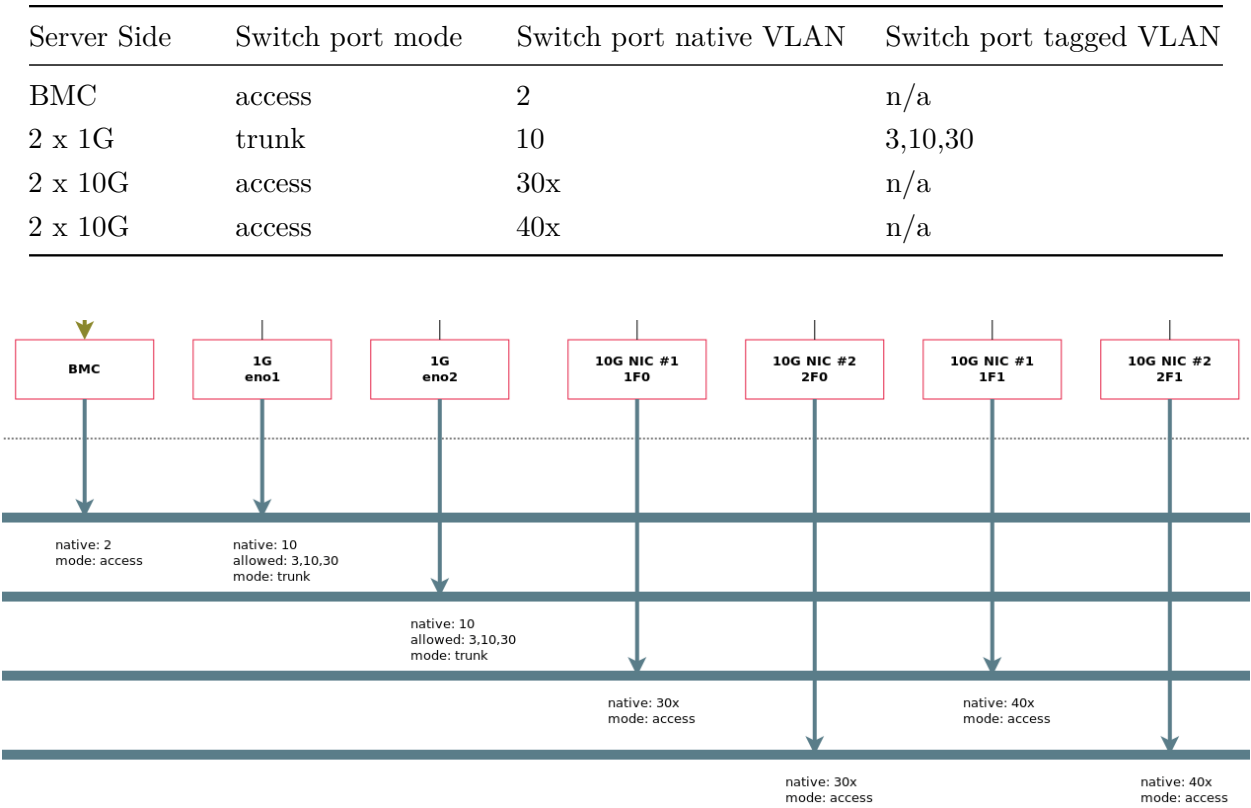 Server Side Switch port mode Switch port native VLAN Switch port tagged VLAN
BMC access 2 n/a
2 x 1G trunk 10 3,10,30
2 x 10G access 30x n/a
2 x 10G access 40x n/a
BMC
1G
eno1
1G
eno2
10G NIC #1
1F0
10G NIC #2
2F0
10G NIC #1
1F1
10G NIC #2
2F1
native: 2
mode: access
native: 10
allowed: 3,10,30
mode: trunk
native: 10
allowed: 3,10,30
mode: trunk
native: 30x
mode: access
native: 40x
mode: access
native: 30x
mode: access
native: 40x
mode: access